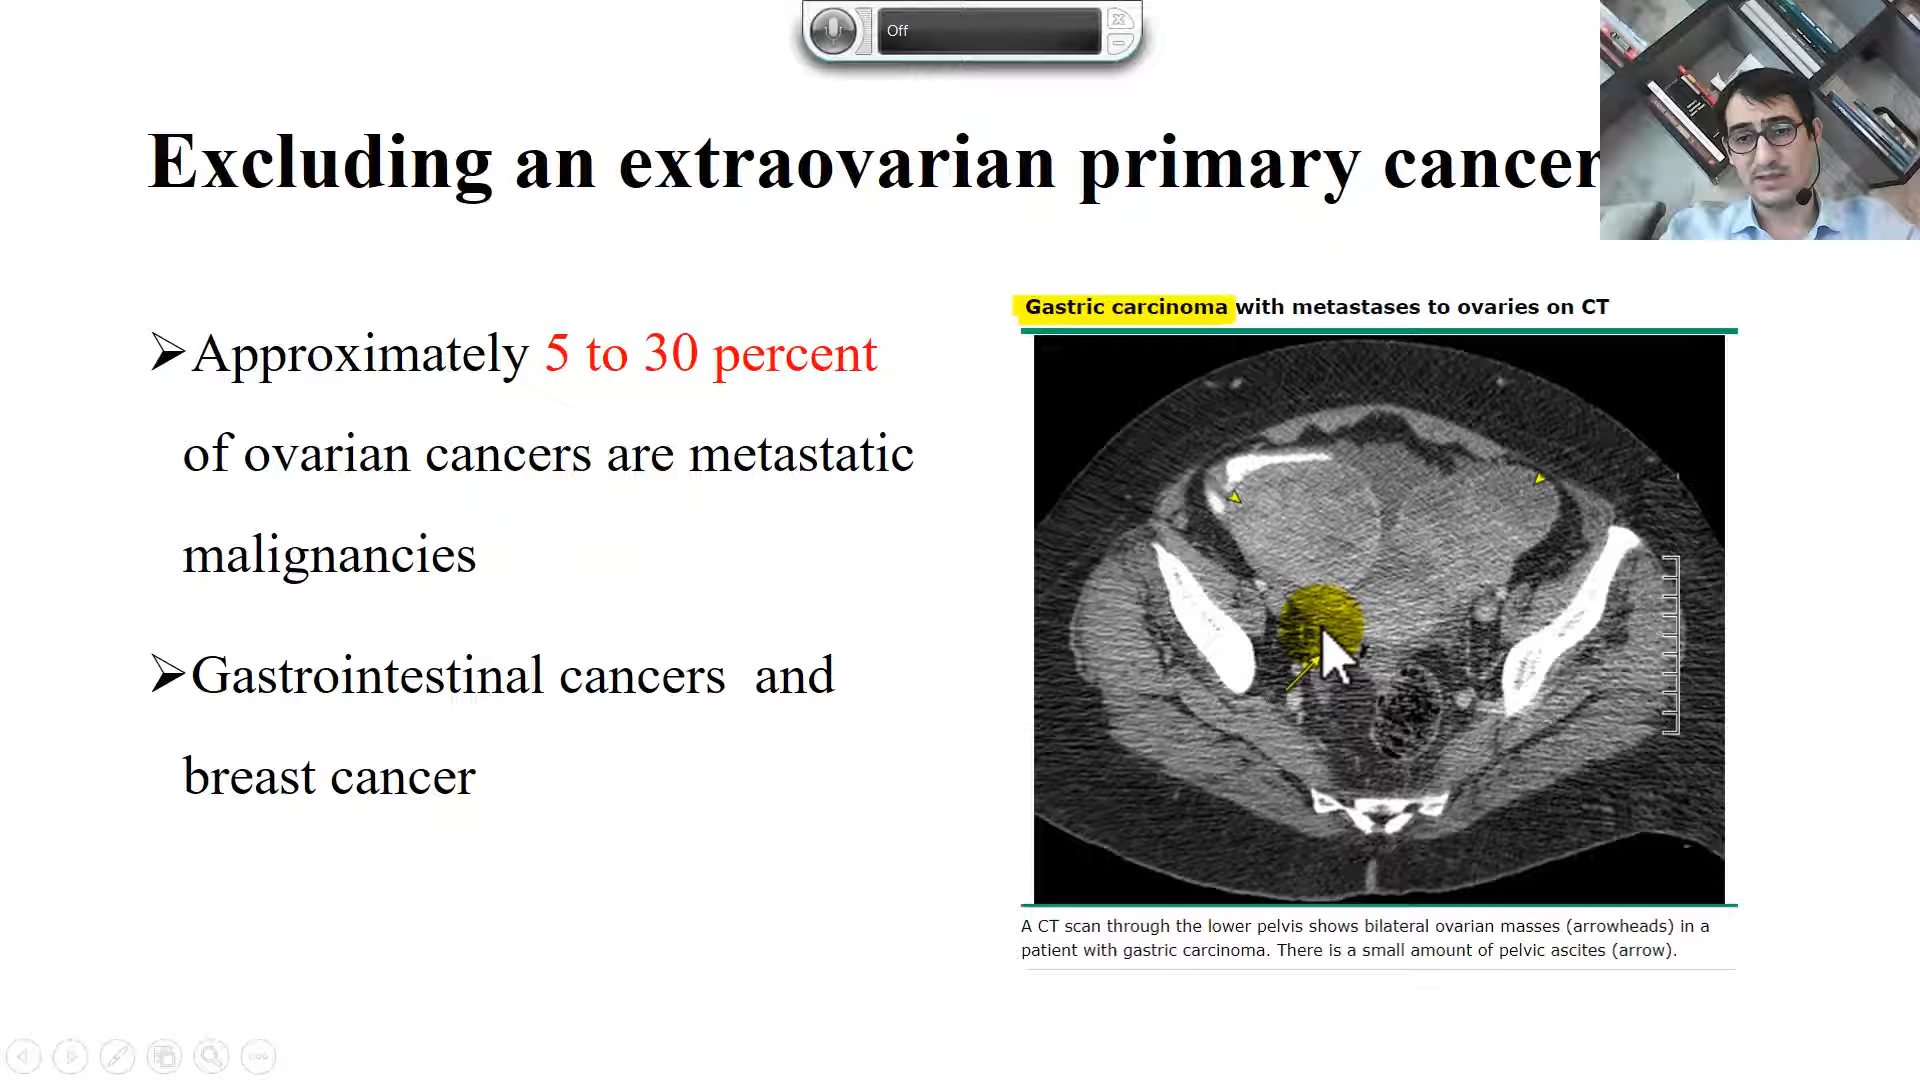 Off
Excluding an extraovarian primary cancer
➢Approximately 5 to 30 percent
of ovarian cancers are metastatic
malignancies
➢Gastrointestinal cancers and
breast cancer
Gastric carcinoma with metastases to ovaries on CT
A CT scan through the lower pelvis shows bilateral ovarian masses (arrowheads) in a
patient with gastric carcinoma. There is a small amount of pelvic ascites (arrow).